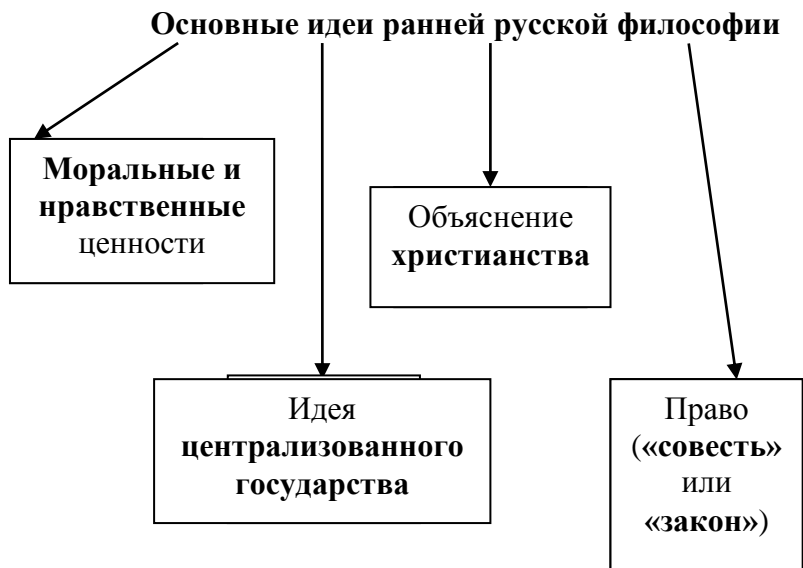 Основные идеи ранней русской философии
Моральные и
нравственные
ценности
Объяснение
христианства
Идея
централизованного
государства
Право
(«совесть»
или
«закон»)